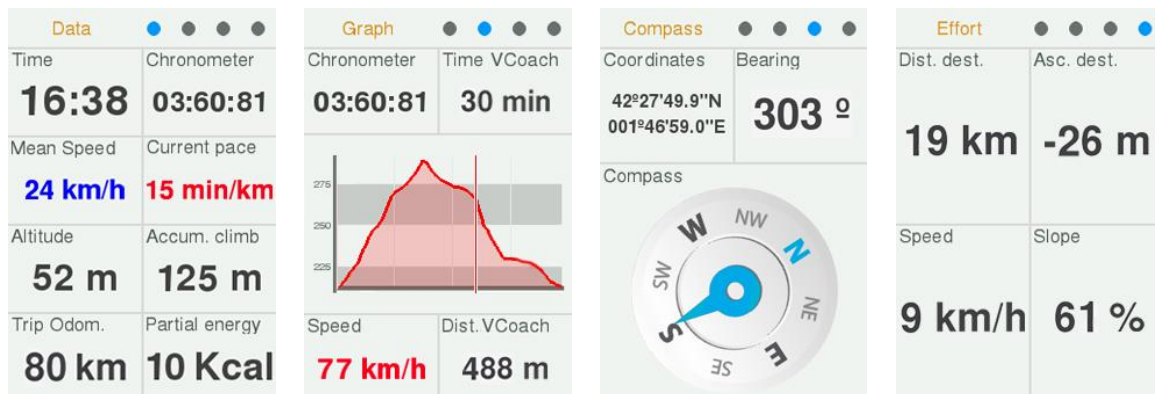 Data
Time
Chronometer
16:38
03:60:81
Mean Speed
Current pace
24 km/h
15 min/km
Altitude
Accum. climb
52 m
125 m
Trip Odom.
Partial energy
80 km
10 Kcal
Graph
Chronometer
Time VCoach
03:60:81
30 min
275
250
225
Speed
Dist. VCoach
77 km/h
488 m
Compass
Coordinates
Bearing
42º27'49.9"N
001º46'59.0"E
303 º
Compass
W
NW
N
NE
E
SE
S
SW
Effort
Dist. dest.
Asc. dest.
19 km
-26 m
Speed
Slope
9 km/h
61 %